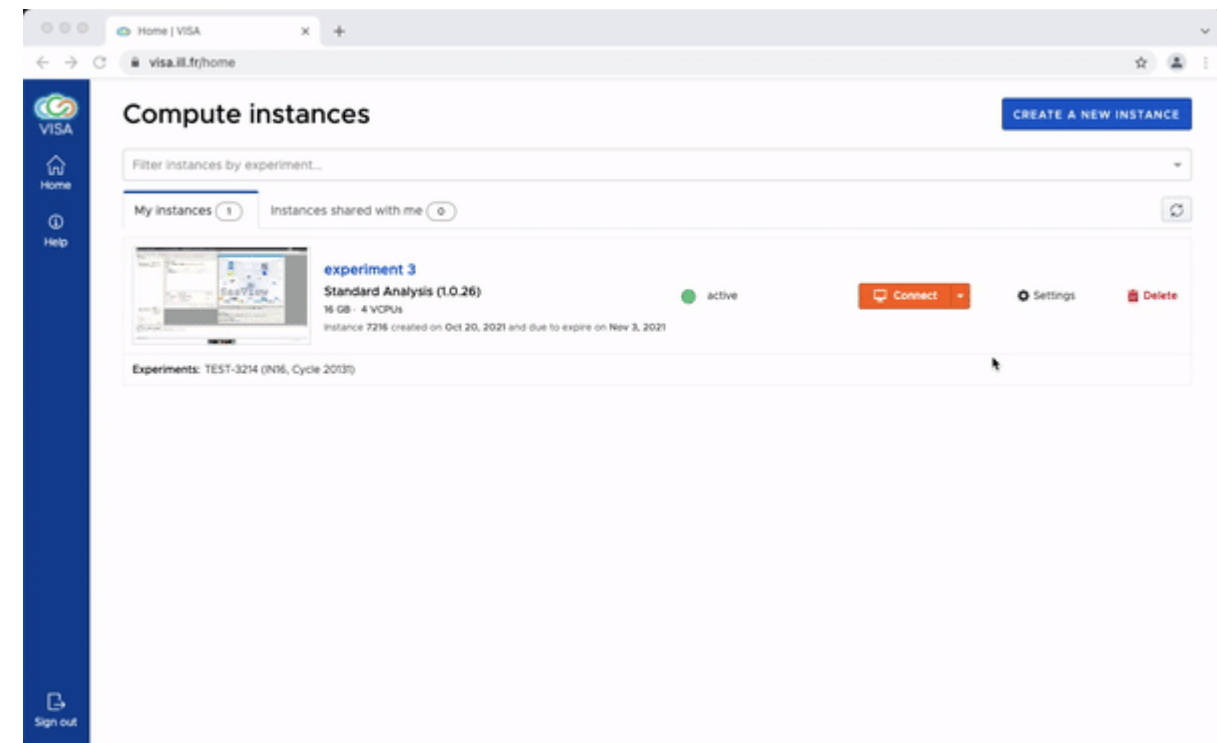 Home | VISA
visa.ill.fr/home
VISA
Compute instances
CREATE A NEW INSTANCE
Home
Filter instances by experiment...
Help
My instances 1
Instances shared with me 0
experiment 3
Standard Analysis (1.0.26)
16 GB · 4 VCPUs
Instance 7216 created on Oct 20, 2021 and due to expire on Nov 3, 2021
active
Connect
Settings
Delete
SeaView
Experiments: TEST-3214 (IN16, Cycle 20131)
Sign out